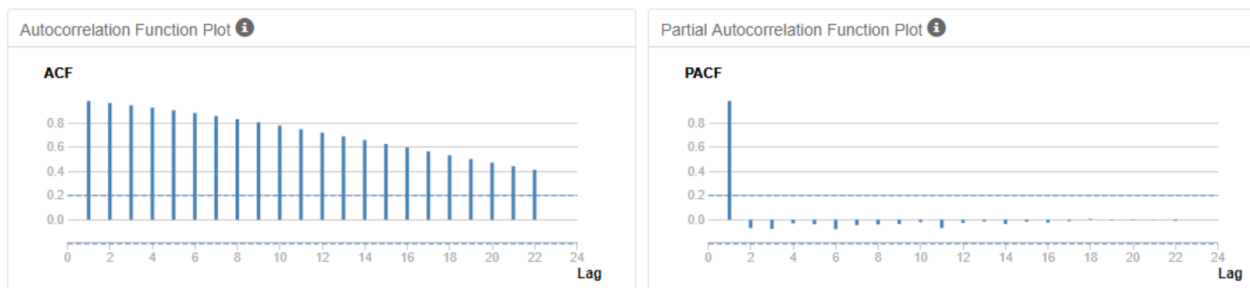 Autocorrelation Function Plot
ACF
0.8
0.6
0.4
0.2
0.0
0 2 4 6 8 10 12 14 16 18 20 22 24
Lag
Partial Autocorrelation Function Plot
PACF
0.8
0.6
0.4
0.2
0.0
0 2 4 6 8 10 12 14 16 18 20 22 24
Lag